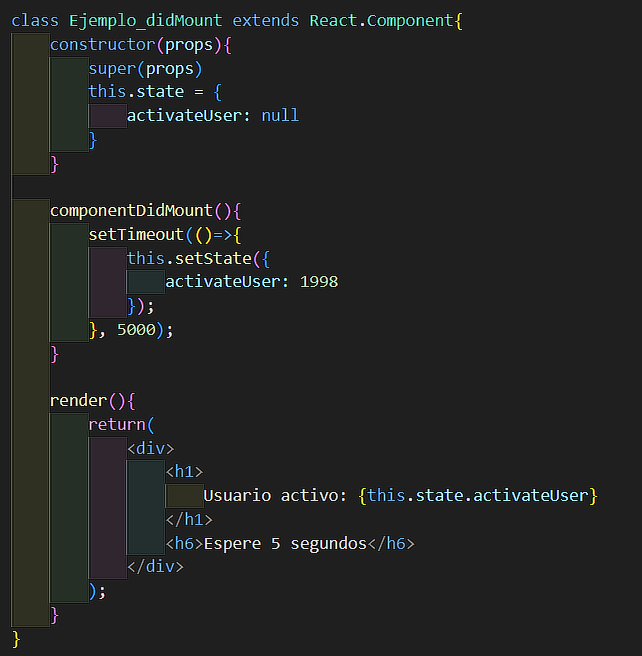 class Ejemplo_didMount extends React.Component{
    constructor(props){
        super(props)
        this.state = {
            activateUser: null
        }
    }

    componentDidMount(){
        setTimeout(()=>{
            this.setState({
                activateUser: 1998
            });
        }, 5000);
    }

    render(){
        return(
            <div>
                <h1>
                    Usuario activo: {this.state.activateUser}
                </h1>
                <h6>Espere 5 segundos</h6>
            </div>
        );
    }
}